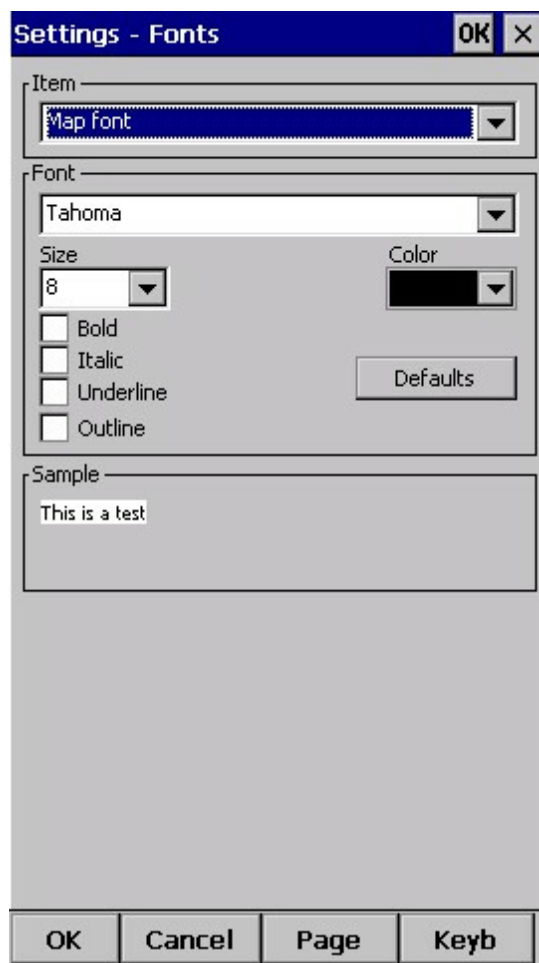 Settings - Fonts OK ×
Item
Map font
Font
Tahoma
Size Color
8
Bold
Italic
Underline
Defaults
Outline
Sample
This is a test
OK Cancel Page Keyb